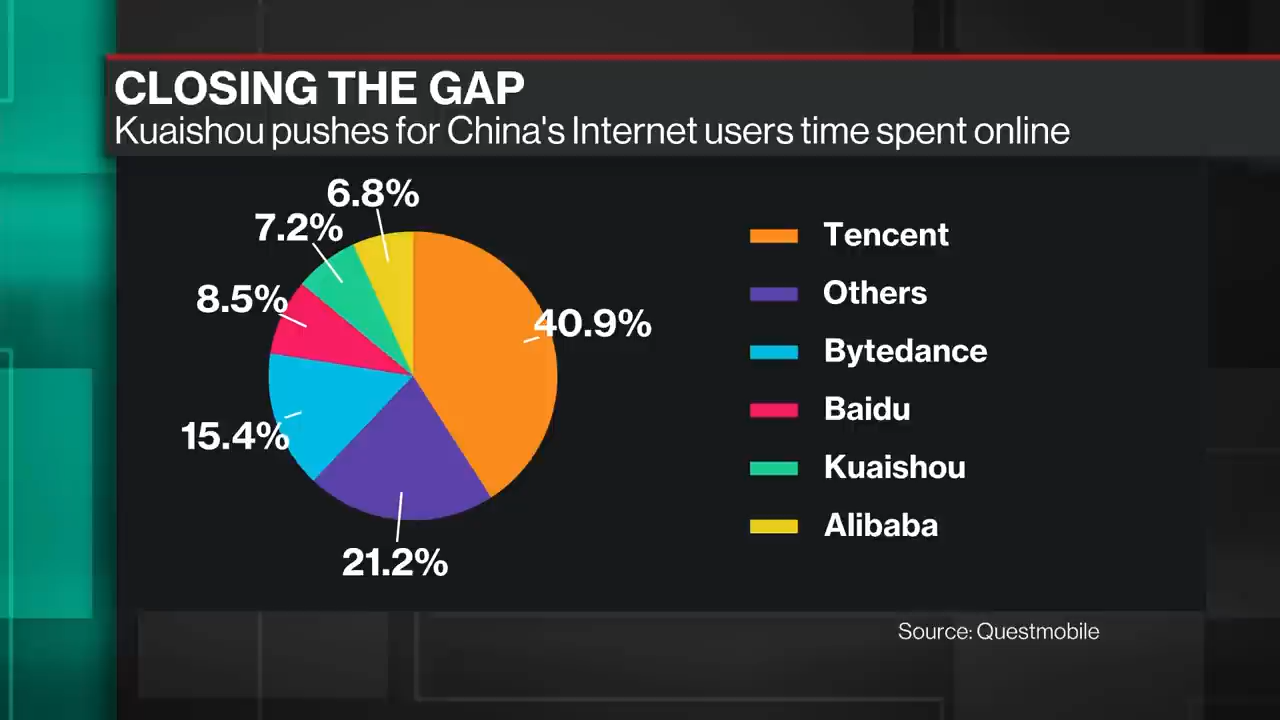 CLOSING THE GAP
Kuaishou pushes for China's Internet users time spent online
6.8%
7.2%
8.5%
40.9%
15.4%
21.2%
Tencent
Others
Bytedance
Baidu
Kuaishou
Alibaba
Source: Questmobile